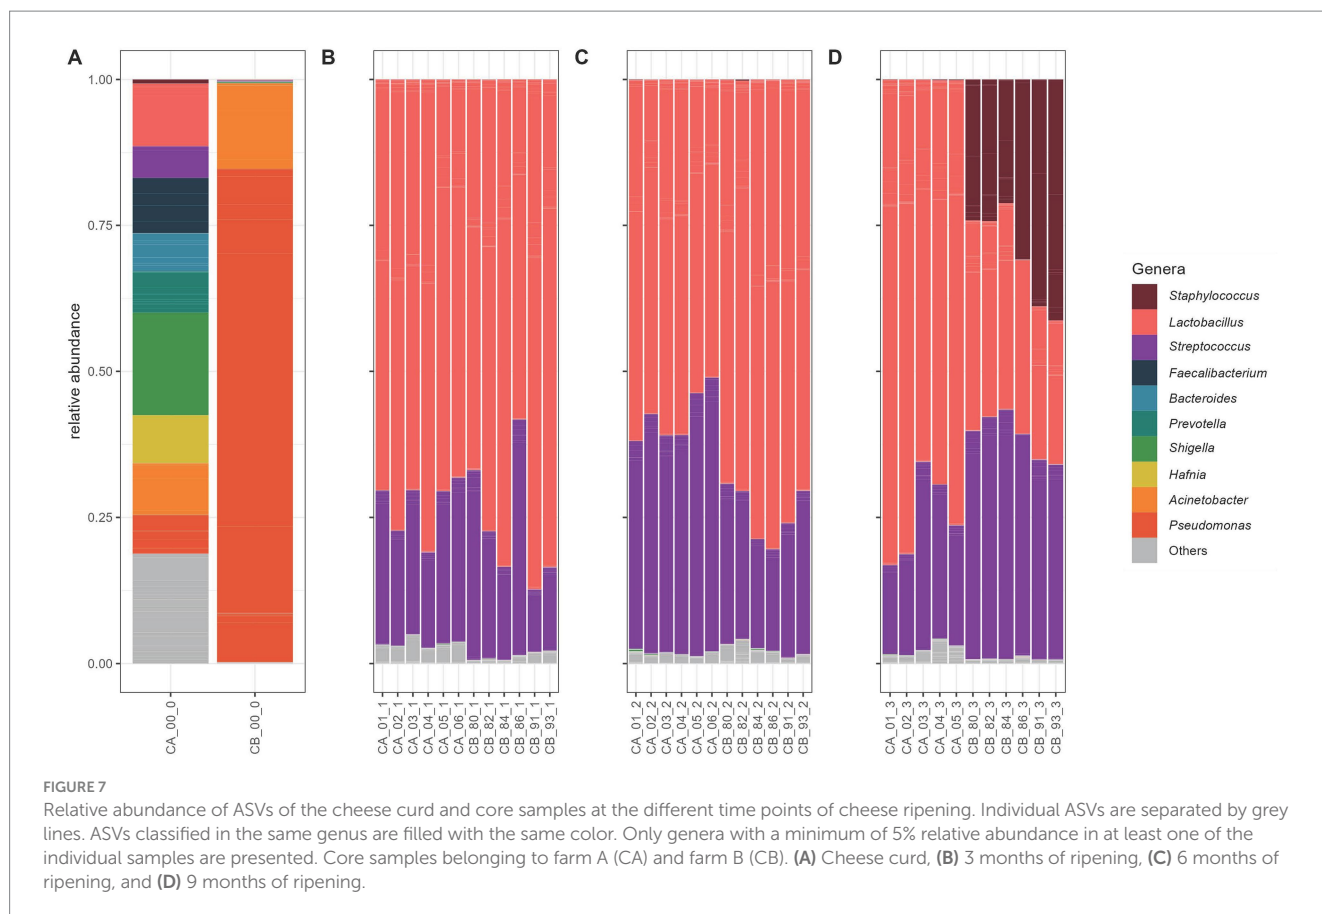 A
B
C
D
1.00
0.75
0.50
0.25
0.00
relative abundance
CA_00_0
CB_00_0
CA_01_1
CA_02_1
CA_03_1
CA_04_1
CA_05_1
CA_06_1
CB_80_1
CB_82_1
CB_84_1
CB_86_1
CB_91_1
CB_93_1
CA_01_2
CA_02_2
CA_03_2
CA_04_2
CA_05_2
CA_06_2
CB_80_2
CB_82_2
CB_84_2
CB_86_2
CB_91_2
CB_93_2
CA_01_3
CA_02_3
CA_03_3
CA_04_3
CA_05_3
CB_80_3
CB_82_3
CB_84_3
CB_86_3
CB_91_3
CB_93_3
Genera
Staphylococcus
Lactobacillus
Streptococcus
Faecalibacterium
Bacteroides
Prevotella
Shigella
Hafnia
Acinetobacter
Pseudomonas
Others
FIGURE 7
Relative abundance of ASVs of the cheese curd and core samples at the different time points of cheese ripening. Individual ASVs are separated by grey
lines. ASVs classified in the same genus are filled with the same color. Only genera with a minimum of 5% relative abundance in at least one of the
individual samples are presented. Core samples belonging to farm A (CA) and farm B (CB). (A) Cheese curd, (B) 3 months of ripening, (C) 6 months of
ripening, and (D) 9 months of ripening.